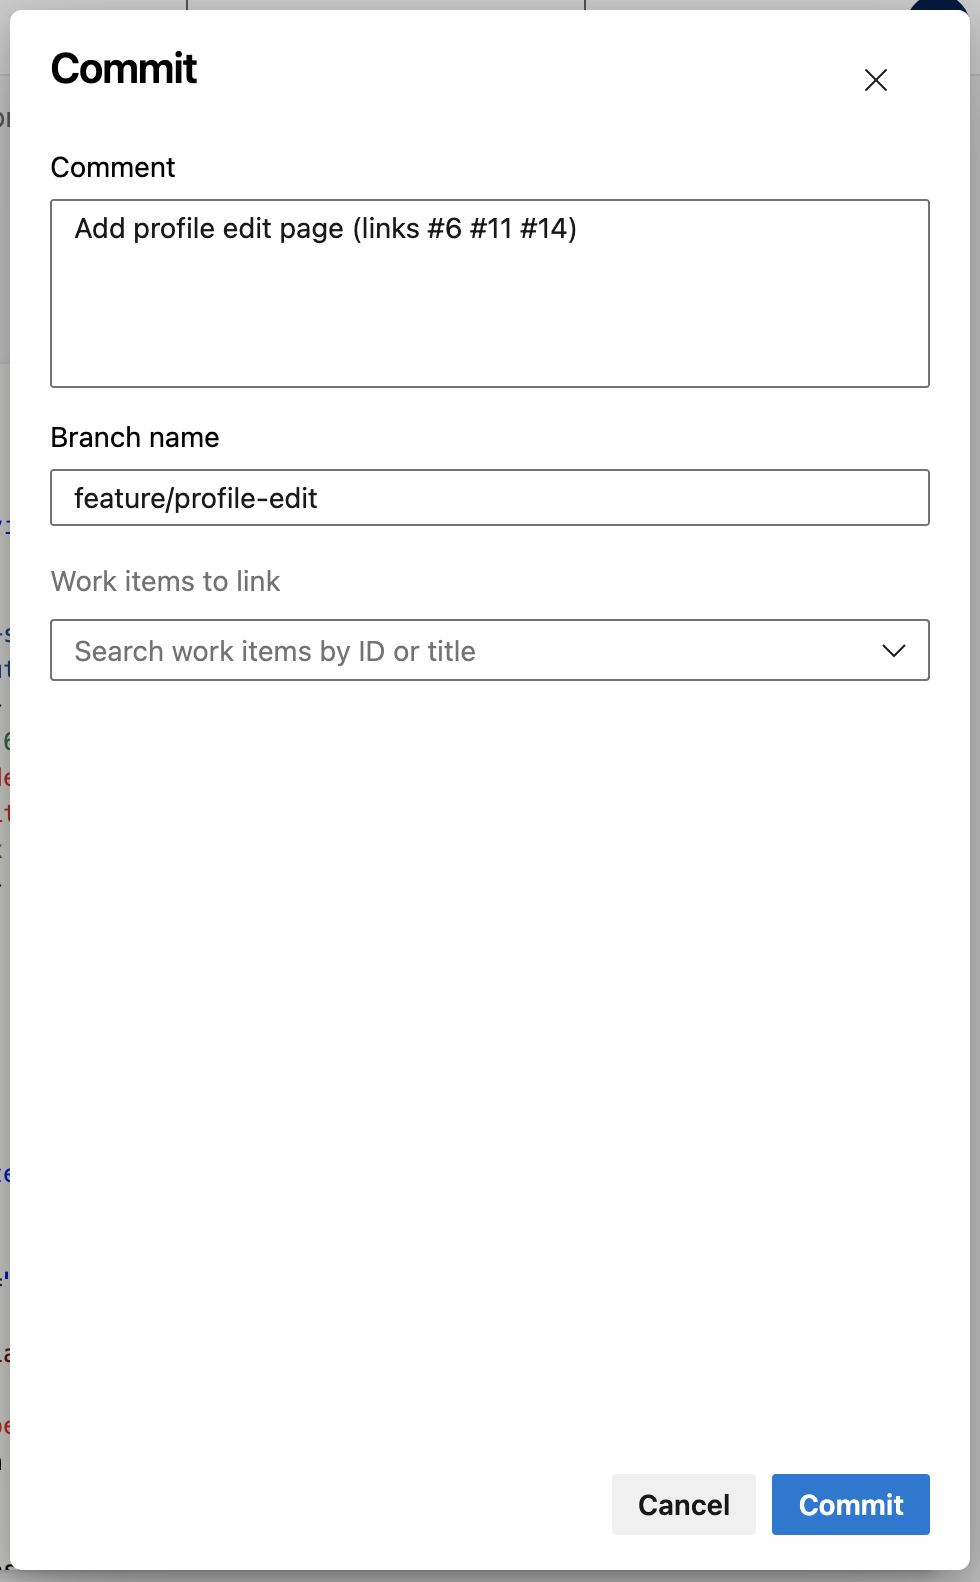 Commit
Comment
Add profile edit page (links #6 #11 #14)
Branch name
feature/profile-edit
Work items to link
Search work items by ID or title
Cancel
Commit